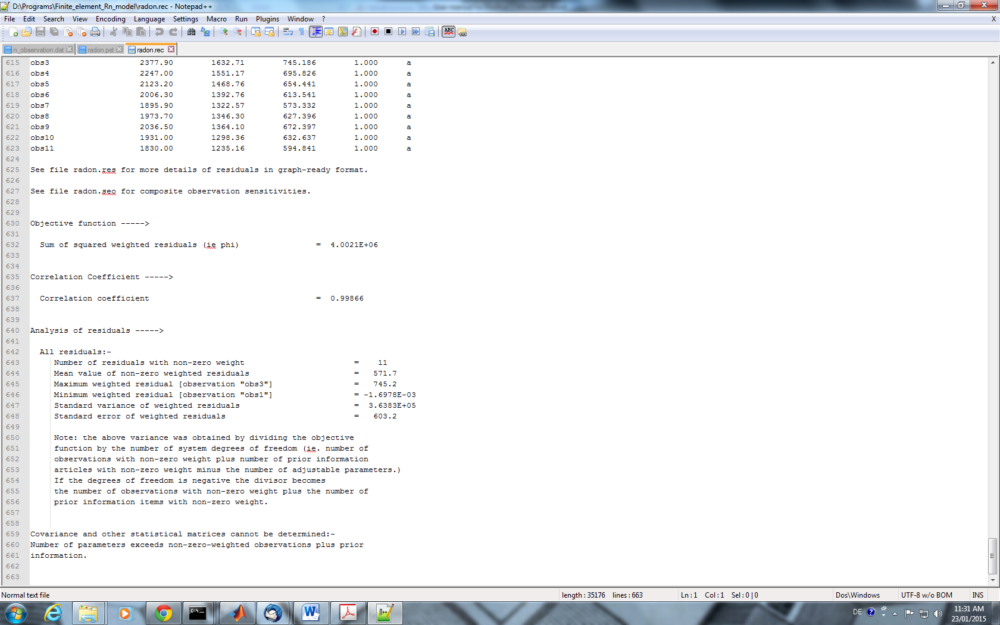 D:\Programs\Finite_element_Rn_model\radon.rec - Notepad++
File Edit Search View Encoding Language Settings Macro Run Plugins Window ? X
n_observation.dat radon.pst radon.rec
615 obs3 2377.90 1632.71 745.186 1.000 a
616 obs4 2247.00 1551.17 695.826 1.000 a
617 obs5 2123.20 1468.76 654.441 1.000 a
618 obs6 2006.30 1392.76 613.541 1.000 a
619 obs7 1895.90 1322.57 573.332 1.000 a
620 obs8 1973.70 1346.30 627.396 1.000 a
621 obs9 2036.50 1364.10 672.397 1.000 a
622 obs10 1931.00 1298.36 632.637 1.000 a
623 obs11 1830.00 1235.16 594.841 1.000 a
624
625 See file radon.res for more details of residuals in graph-ready format.
626
627 See file radon.seo for composite observation sensitivities.
628
629
630 Objective function ----->
631
632 Sum of squared weighted residuals (ie phi) = 4.0021E+06
633
634
635 Correlation Coefficient ----->
636
637 Correlation coefficient = 0.99866
638
639
640 Analysis of residuals ----->
641
642 All residuals:-
643 Number of residuals with non-zero weight = 11
644 Mean value of non-zero weighted residuals = 571.7
645 Maximum weighted residual [observation "obs3"] = 745.2
646 Minimum weighted residual [observation "obs1"] = -1.6978E-03
647 Standard variance of weighted residuals = 3.6383E+05
648 Standard error of weighted residuals = 603.2
649
650 Note: the above variance was obtained by dividing the objective
651 function by the number of system degrees of freedom (ie. number of
652 observations with non-zero weight plus number of prior information
653 articles with non-zero weight minus the number of adjustable parameters.)
654 If the degrees of freedom is negative the divisor becomes
655 the number of observations with non-zero weight plus the number of
656 prior information items with non-zero weight.
657
658
659 Covariance and other statistical matrices cannot be determined:-
660 Number of parameters exceeds non-zero-weighted observations plus prior
661 information.
662
663
Normal text file length : 35176 lines : 663 Ln : 1 Col : 1 Sel : 0 | 0 Dos\Windows UTF-8 w/o BOM INS
DE 11:31 AM
23/01/2015